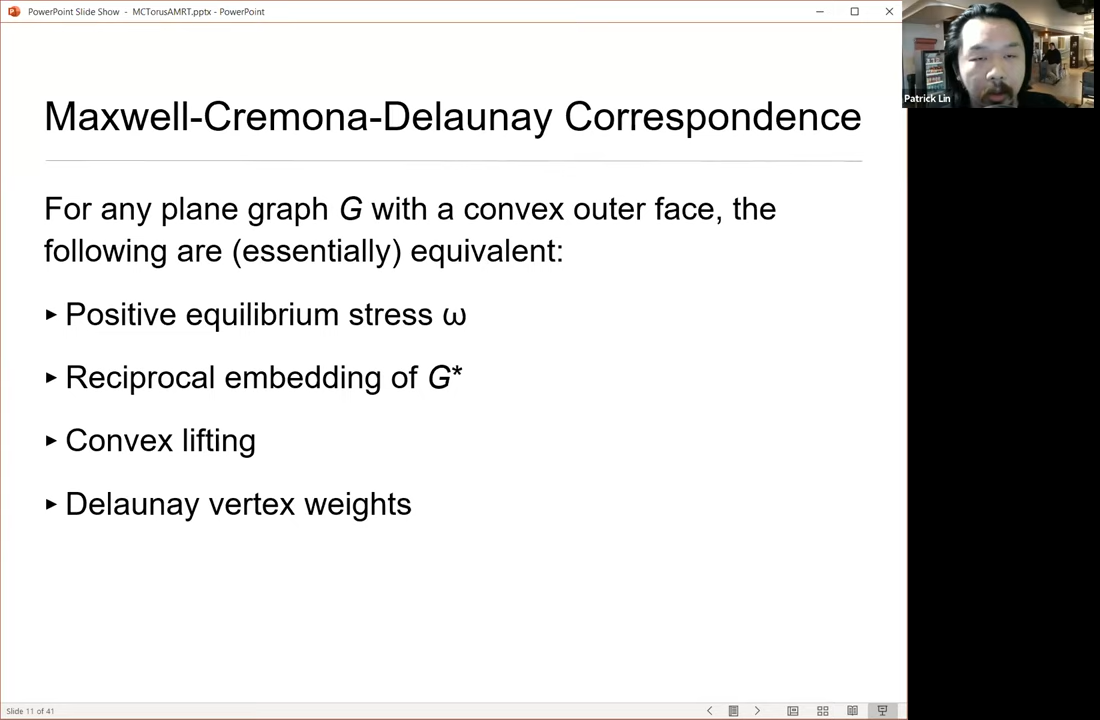 PowerPoint Slide Show - MCTorusAMRT.pptx - PowerPoint
Patrick Lin
Maxwell-Cremona-Delaunay Correspondence
For any plane graph G with a convex outer face, the
following are (essentially) equivalent:
▸ Positive equilibrium stress ω
▸ Reciprocal embedding of G*
▸ Convex lifting
▸ Delaunay vertex weights
Slide 11 of 41